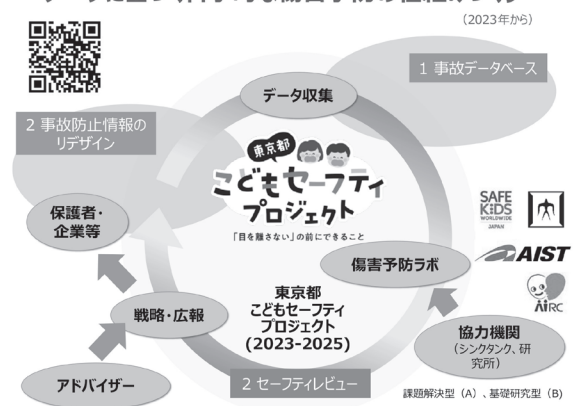 （2023年から）
1 事故データベース
データ収集
2 事故防止情報の
リデザイン
東京都
こどもセーフティ
プロジェクト
「目を離さない」の前にできること
保護者・
企業等
SAFE
KIDS
WORLDWIDE
JAPAN
AIST
傷害予防ラボ
AiRC
東京都
こどもセーフティ
プロジェクト
(2023-2025)
戦略・広報
協力機関
（シンクタンク、研
究所）
アドバイザー
2 セーフティレビュー
課題解決型（A）、基礎研究型（B）